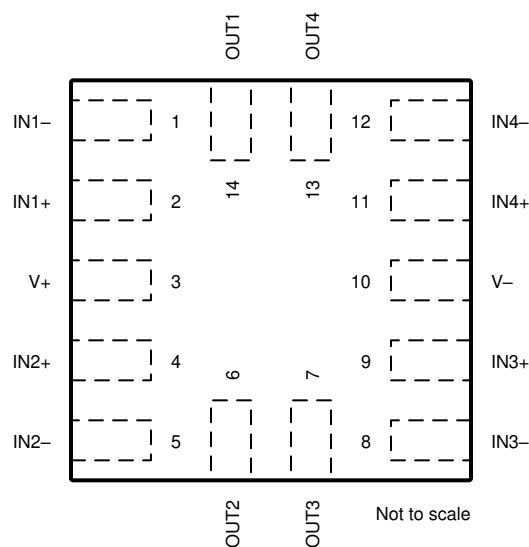 OUT1
OUT4
IN1–
1
12
IN4–
14
13
IN1+
2
11
IN4+
V+
3
10
V–
IN2+
4
6
7
9
IN3+
IN2–
5
8
IN3–
OUT2
OUT3
Not to scale